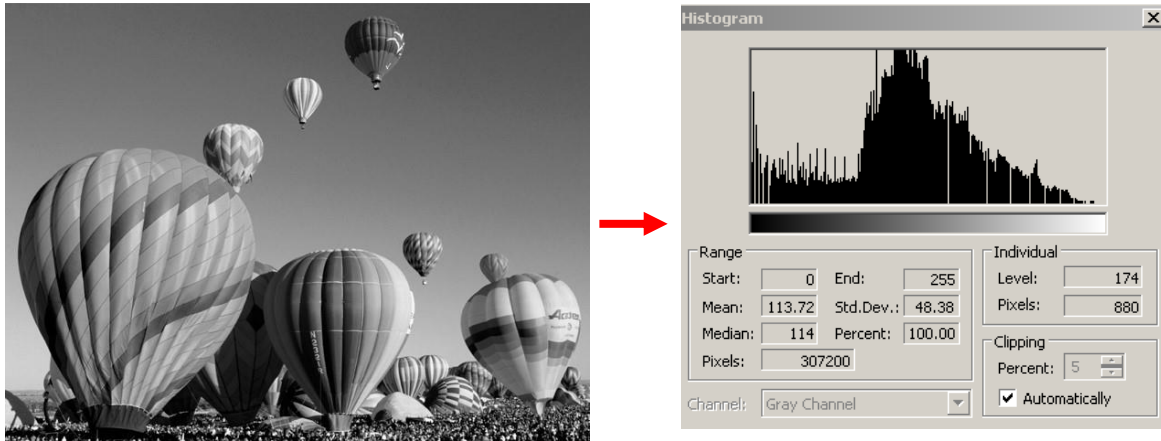 Histogram
Range
Start: 0 End: 255
Mean: 113.72 Std.Dev.: 48.38
Median: 114 Percent: 100.00
Pixels: 307200
Individual
Level: 174
Pixels: 880
Clipping
Percent: 5
Automatically
Channel: Gray Channel